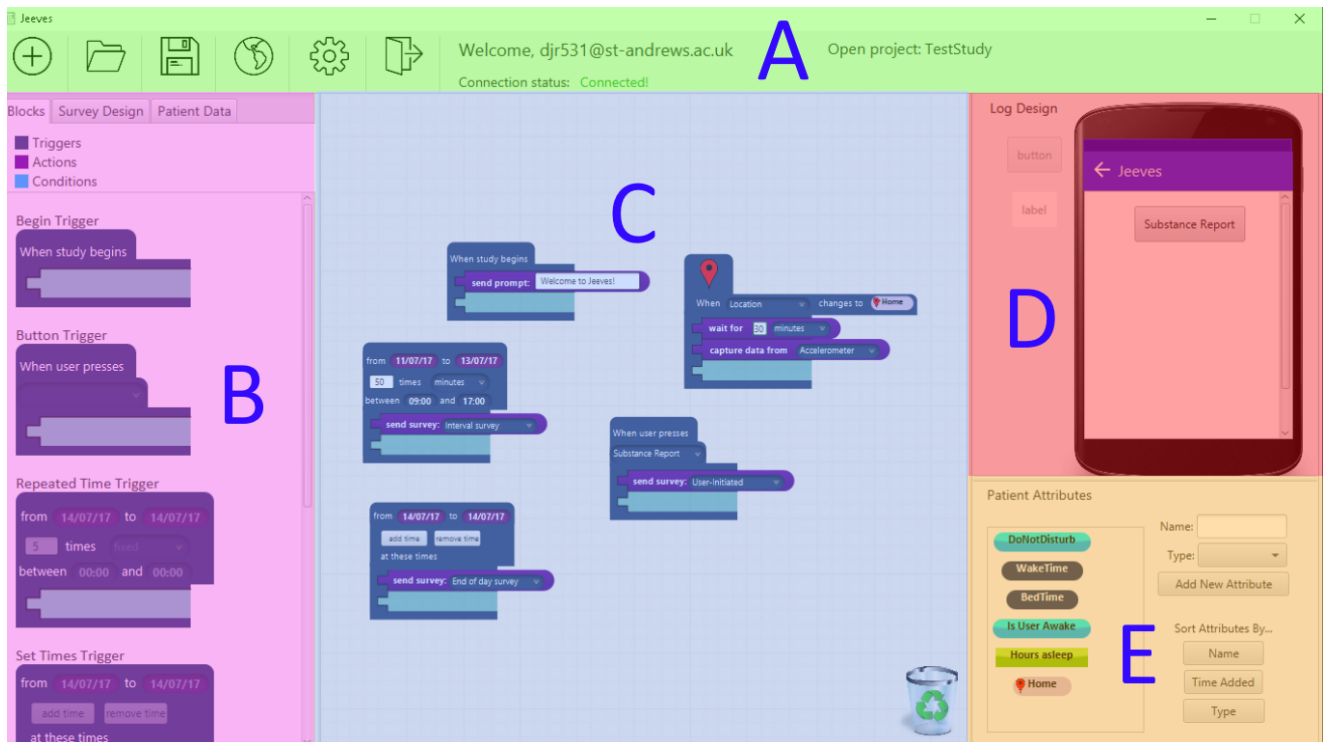 Jeeves
Welcome, djr531@st-andrews.ac.uk
Connection status: Connected!
A
Open project: TestStudy
Blocks Survey Design Patient Data
Triggers
Actions
Conditions
Begin Trigger
When study begins
Button Trigger
When user presses
B
Repeated Time Trigger
from 14/07/17 to 14/07/17
5 times fixed
between 00:00 and 00:00
Set Times Trigger
from 14/07/17 to 14/07/17
add time remove time
at these times
C
When study begins
send prompt: Welcome to Jeeves!
When Location changes to Home
wait for 30 minutes
capture data from Accelerometer
from 11/07/17 to 13/07/17
50 times minutes
between 09:00 and 17:00
send survey: Interval survey
When user presses
Substance Report
send survey: User-Initiated
from 14/07/17 to 14/07/17
add time remove time
at these times
send survey: End of day survey
Log Design
button
label
D
Jeeves
Substance Report
Patient Attributes
DoNotDisturb
WakeTime
BedTime
Is User Awake
Hours asleep
Home
E
Name:
Type:
Add New Attribute
Sort Attributes By...
Name
Time Added
Type